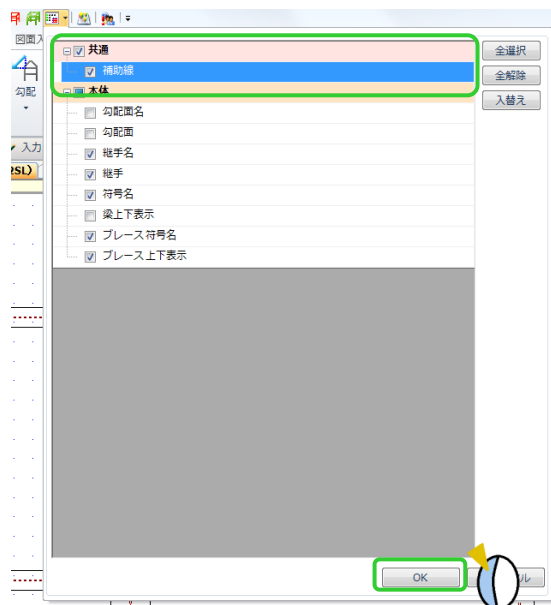 図面入
共通
全選択
補助線
全解除
勾配
本体
入替え
勾配面名
勾配面
入力
継手名
RSL)
継手
符号名
梁上下表示
ブレース符号名
ブレース上下表示
OK
ル